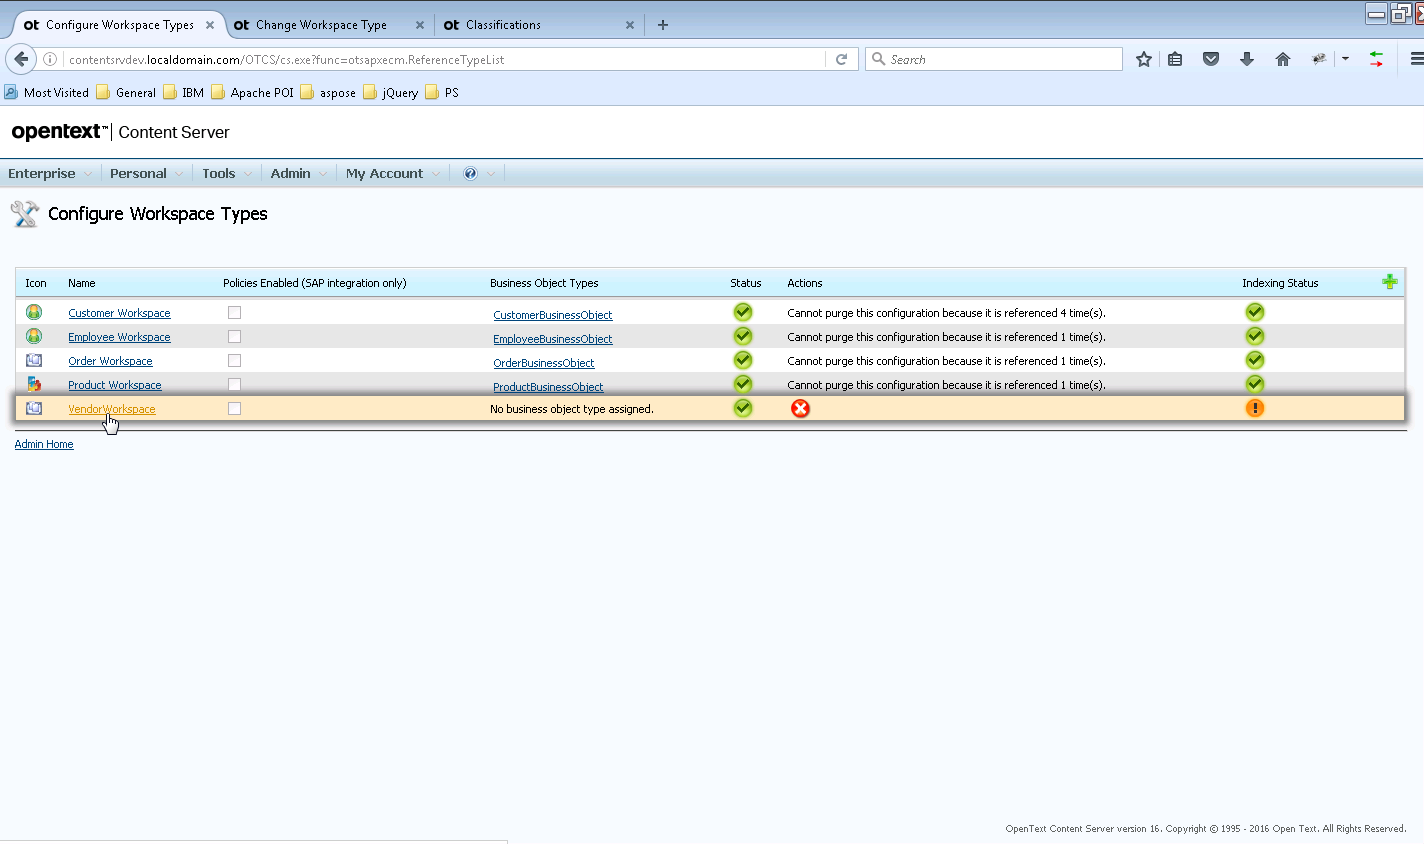 ot Configure Workspace Types
ot Change Workspace Type
ot Classifications
contentsrvdev.localdomain.com/OTCS/cs.exe?func=otsapxecm.ReferenceTypeList
Search
Most Visited General IBM Apache POI aspose jQuery PS
opentext™ | Content Server
Enterprise Personal Tools Admin My Account ?
Configure Workspace Types
Icon Name Policies Enabled (SAP integration only) Business Object Types Status Actions Indexing Status
Customer Workspace CustomerBusinessObject Cannot purge this configuration because it is referenced 4 time(s).
Employee Workspace EmployeeBusinessObject Cannot purge this configuration because it is referenced 1 time(s).
Order Workspace OrderBusinessObject Cannot purge this configuration because it is referenced 1 time(s).
Product Workspace ProductBusinessObject Cannot purge this configuration because it is referenced 1 time(s).
VendorWorkspace No business object type assigned. !
Admin Home
OpenText Content Server version 16. Copyright © 1995 - 2016 Open Text. All Rights Reserved.